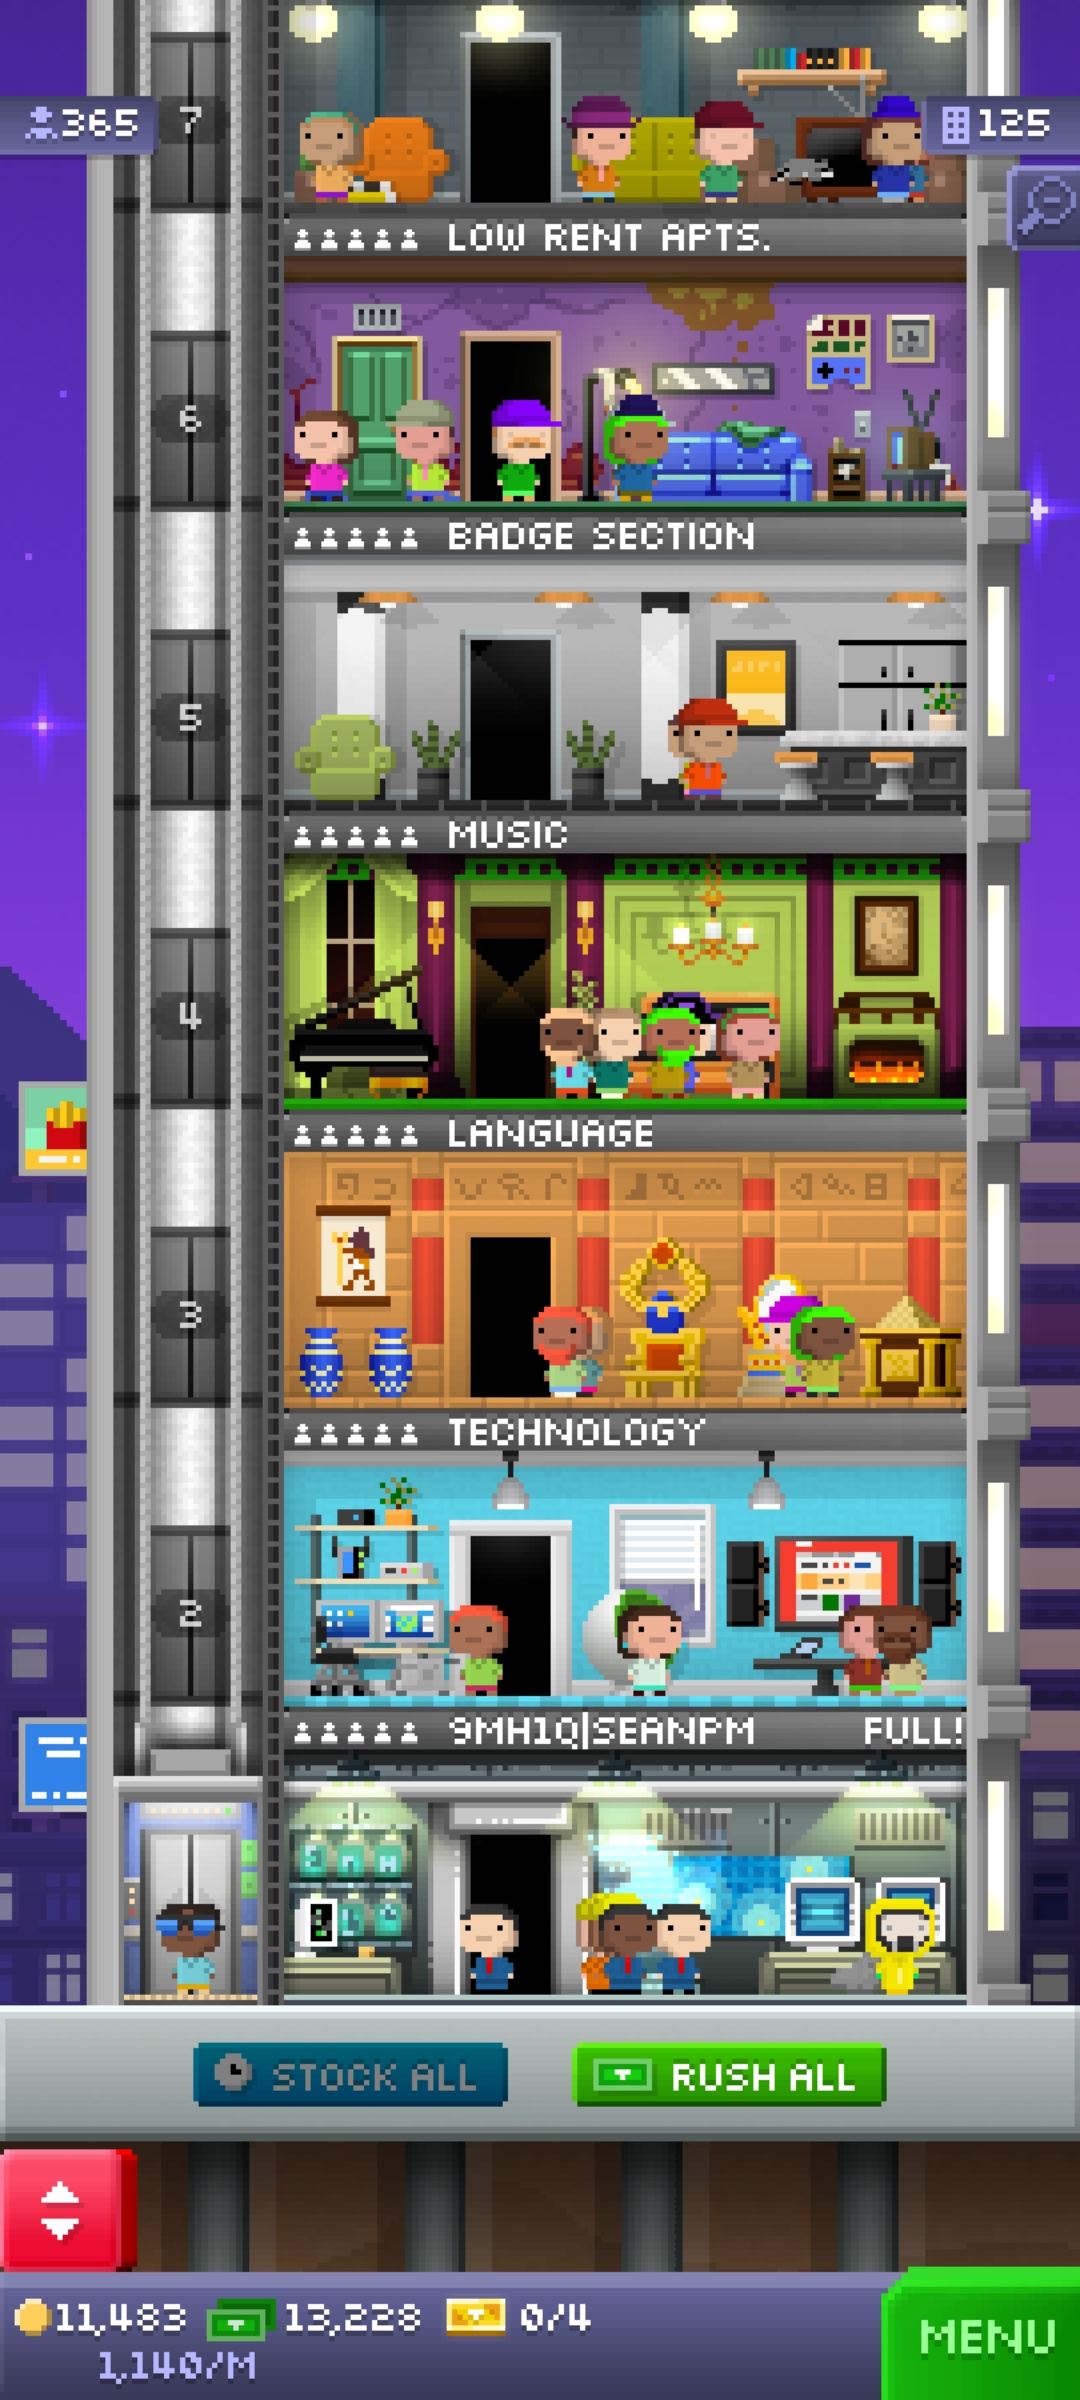 365
7
125
LOW RENT APTS.
6
BADGE SECTION
5
MUSIC
4
LANGUAGE
3
TECHNOLOGY
2
9MH1Q|SEANPM FULL!
STOCK ALL
RUSH ALL
11,483 13,228 0/4
1,140/M
MENU